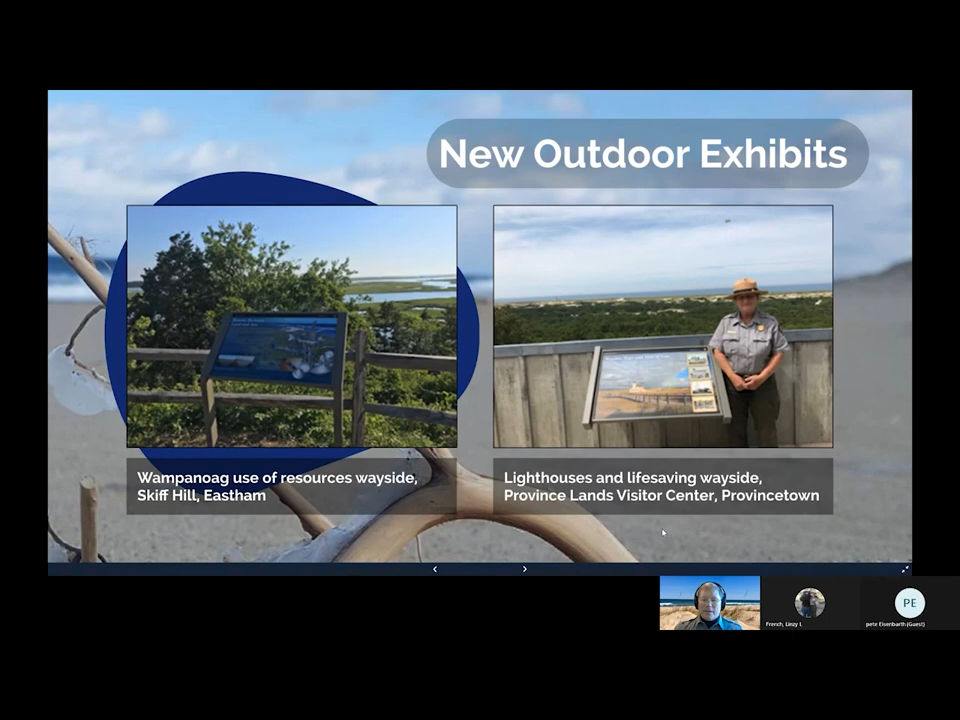 New Outdoor Exhibits
Wampanoag use of resources wayside,
Skiff Hill, Eastham
Lighthouses and lifesaving wayside,
Province Lands Visitor Center, Provincetown
PE
French, Linzy L
pete Eisenbarth (Guest)